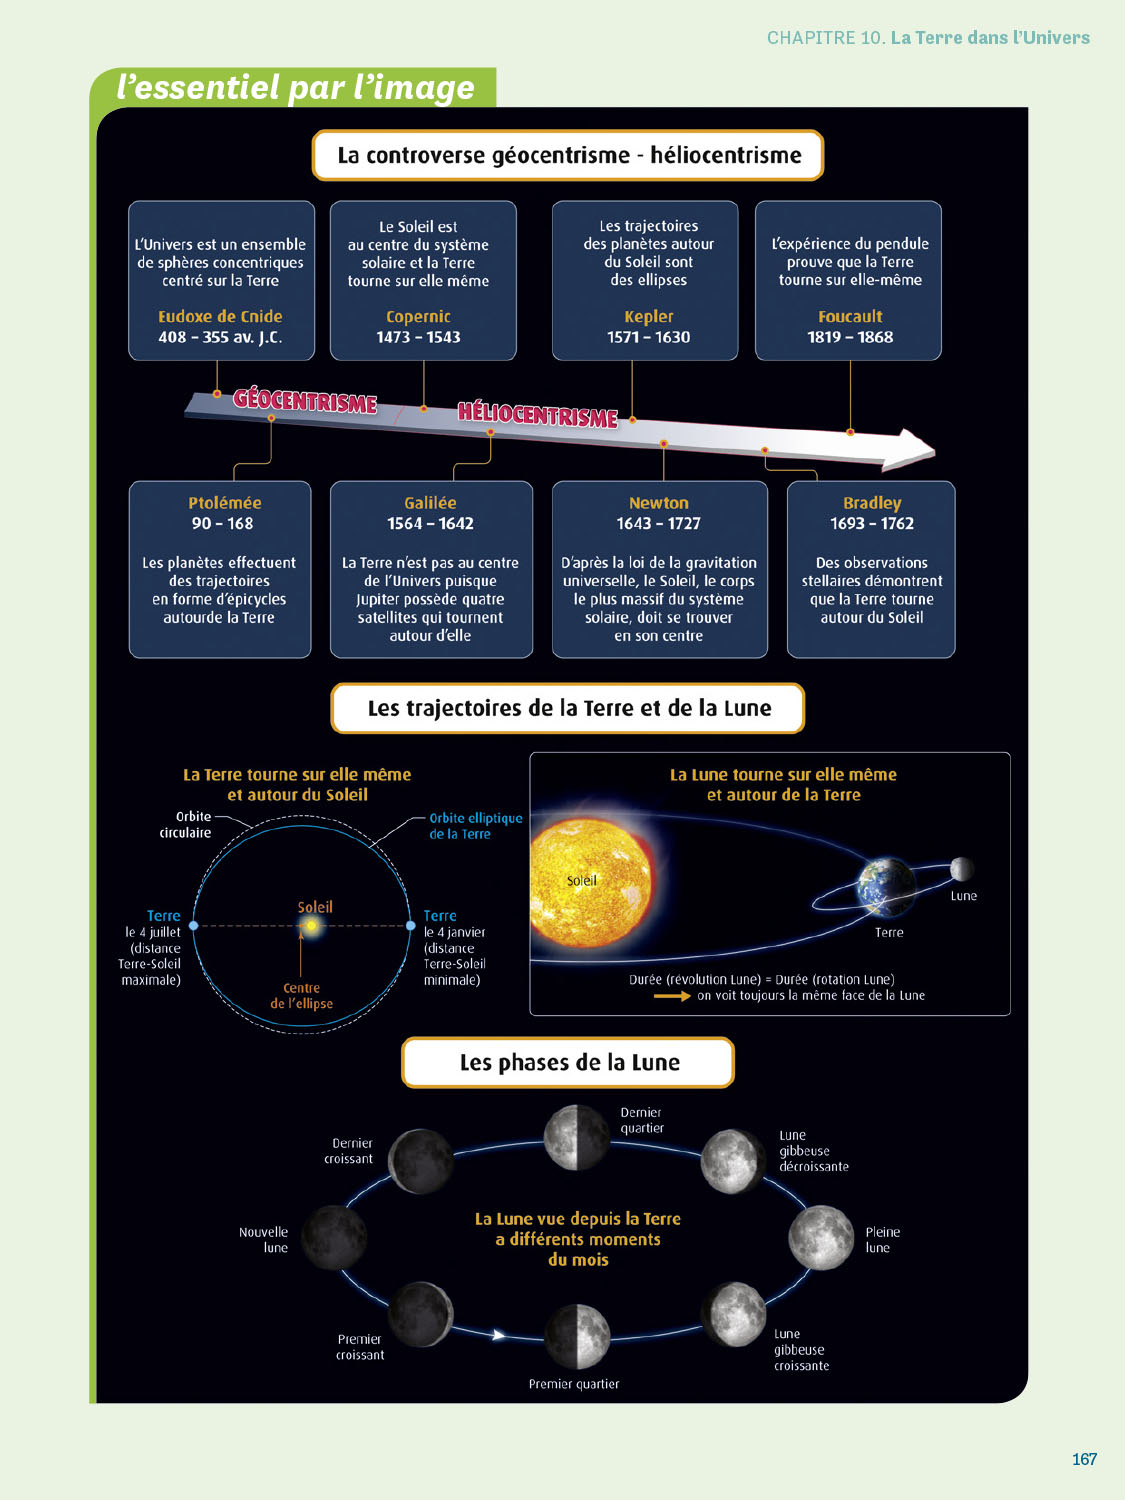 CHAPITRE 10. La Terre dans l'Univers
l'essentiel par l'image
La controverse géocentrisme - héliocentrisme
L'Univers est un ensemble
de sphères concentriques
centré sur la Terre
Eudoxe de Cnide
408 – 355 av. J.C.
Le Soleil est
au centre du système
solaire et la Terre
tourne sur elle même
Copernic
1473 – 1543
Les trajectoires
des planètes autour
du Soleil sont
des ellipses
Kepler
1571 – 1630
L'expérience du pendule
prouve que la Terre
tourne sur elle-même
Foucault
1819 – 1868
GÉOCENTRISME
HÉLIOCENTRISME
Ptolémée
90 – 168
Les planètes effectuent
des trajectoires
en forme d'épicycles
autourde la Terre
Galilée
1564 – 1642
La Terre n'est pas au centre
de l'Univers puisque
Jupiter possède quatre
satellites qui tournent
autour d'elle
Newton
1643 – 1727
D'après la loi de la gravitation
universelle, le Soleil, le corps
le plus massif du système
solaire, doit se trouver
en son centre
Bradley
1693 – 1762
Des observations
stellaires démontrent
que la Terre tourne
autour du Soleil
Les trajectoires de la Terre et de la Lune
La Terre tourne sur elle même
et autour du Soleil
Orbite
circulaire
Orbite elliptique
de la Terre
Soleil
Terre
le 4 juillet
(distance
Terre-Soleil
maximale)
Terre
le 4 janvier
(distance
Terre-Soleil
minimale)
Centre
de l'ellipse
La Lune tourne sur elle même
et autour de la Terre
Soleil
Lune
Terre
Durée (révolution Lune) = Durée (rotation Lune)
on voit toujours la même face de la Lune
Les phases de la Lune
Dernier
quartier
Dernier
croissant
Lune
gibbeuse
décroissante
La Lune vue depuis la Terre
a différents moments
du mois
Nouvelle
lune
Pleine
lune
Premier
croissant
Lune
gibbeuse
croissante
Premier quartier
167